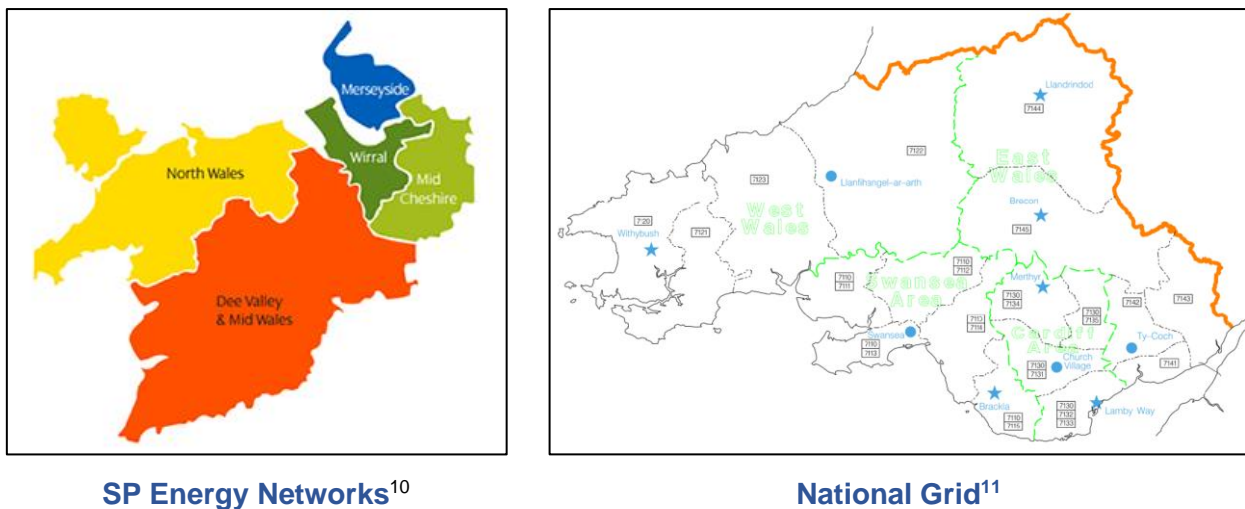 Merseyside
Wirral
North Wales
Mid
Cheshire
Dee Valley
& Mid Wales
SP Energy Networks10
Llandrindod
7144
7122
East
Wales
Llanfihangel-ar-arth
7123
Brecon
7145
West
Wales
7120
7121
Withybush
7110
7112
7110
7111
Swansea
Area
Merthyr
7130
7134
7142
7143
7130
7135
7113
7114
Cardiff
Area
Swansea
Ty-Coch
7110
7113
Church
Village
7130
7131
7141
Brackla
Lamby Way
7110
7115
7130
7132
7133
National Grid11